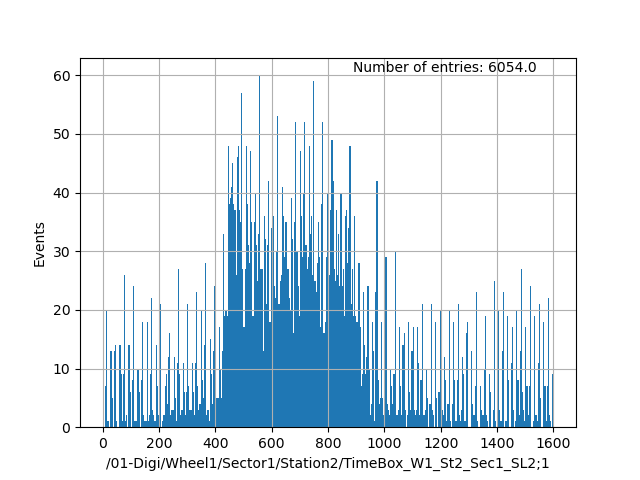 Number of entries: 6054.0
60
50
40
30
20
10
0
Events
0 200 400 600 800 1000 1200 1400 1600
/01-Digi/Wheel1/Sector1/Station2/TimeBox_W1_St2_Sec1_SL2;1